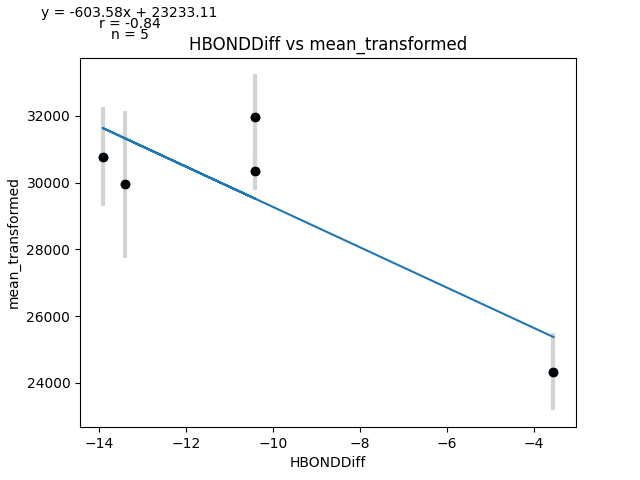 y = -603.58x + 23233.11
r = -0.84
n = 5
HBONDDiff vs mean_transformed
mean_transformed
32000
30000
28000
26000
24000
−14
−12
−10
−8
−6
−4
HBONDDiff